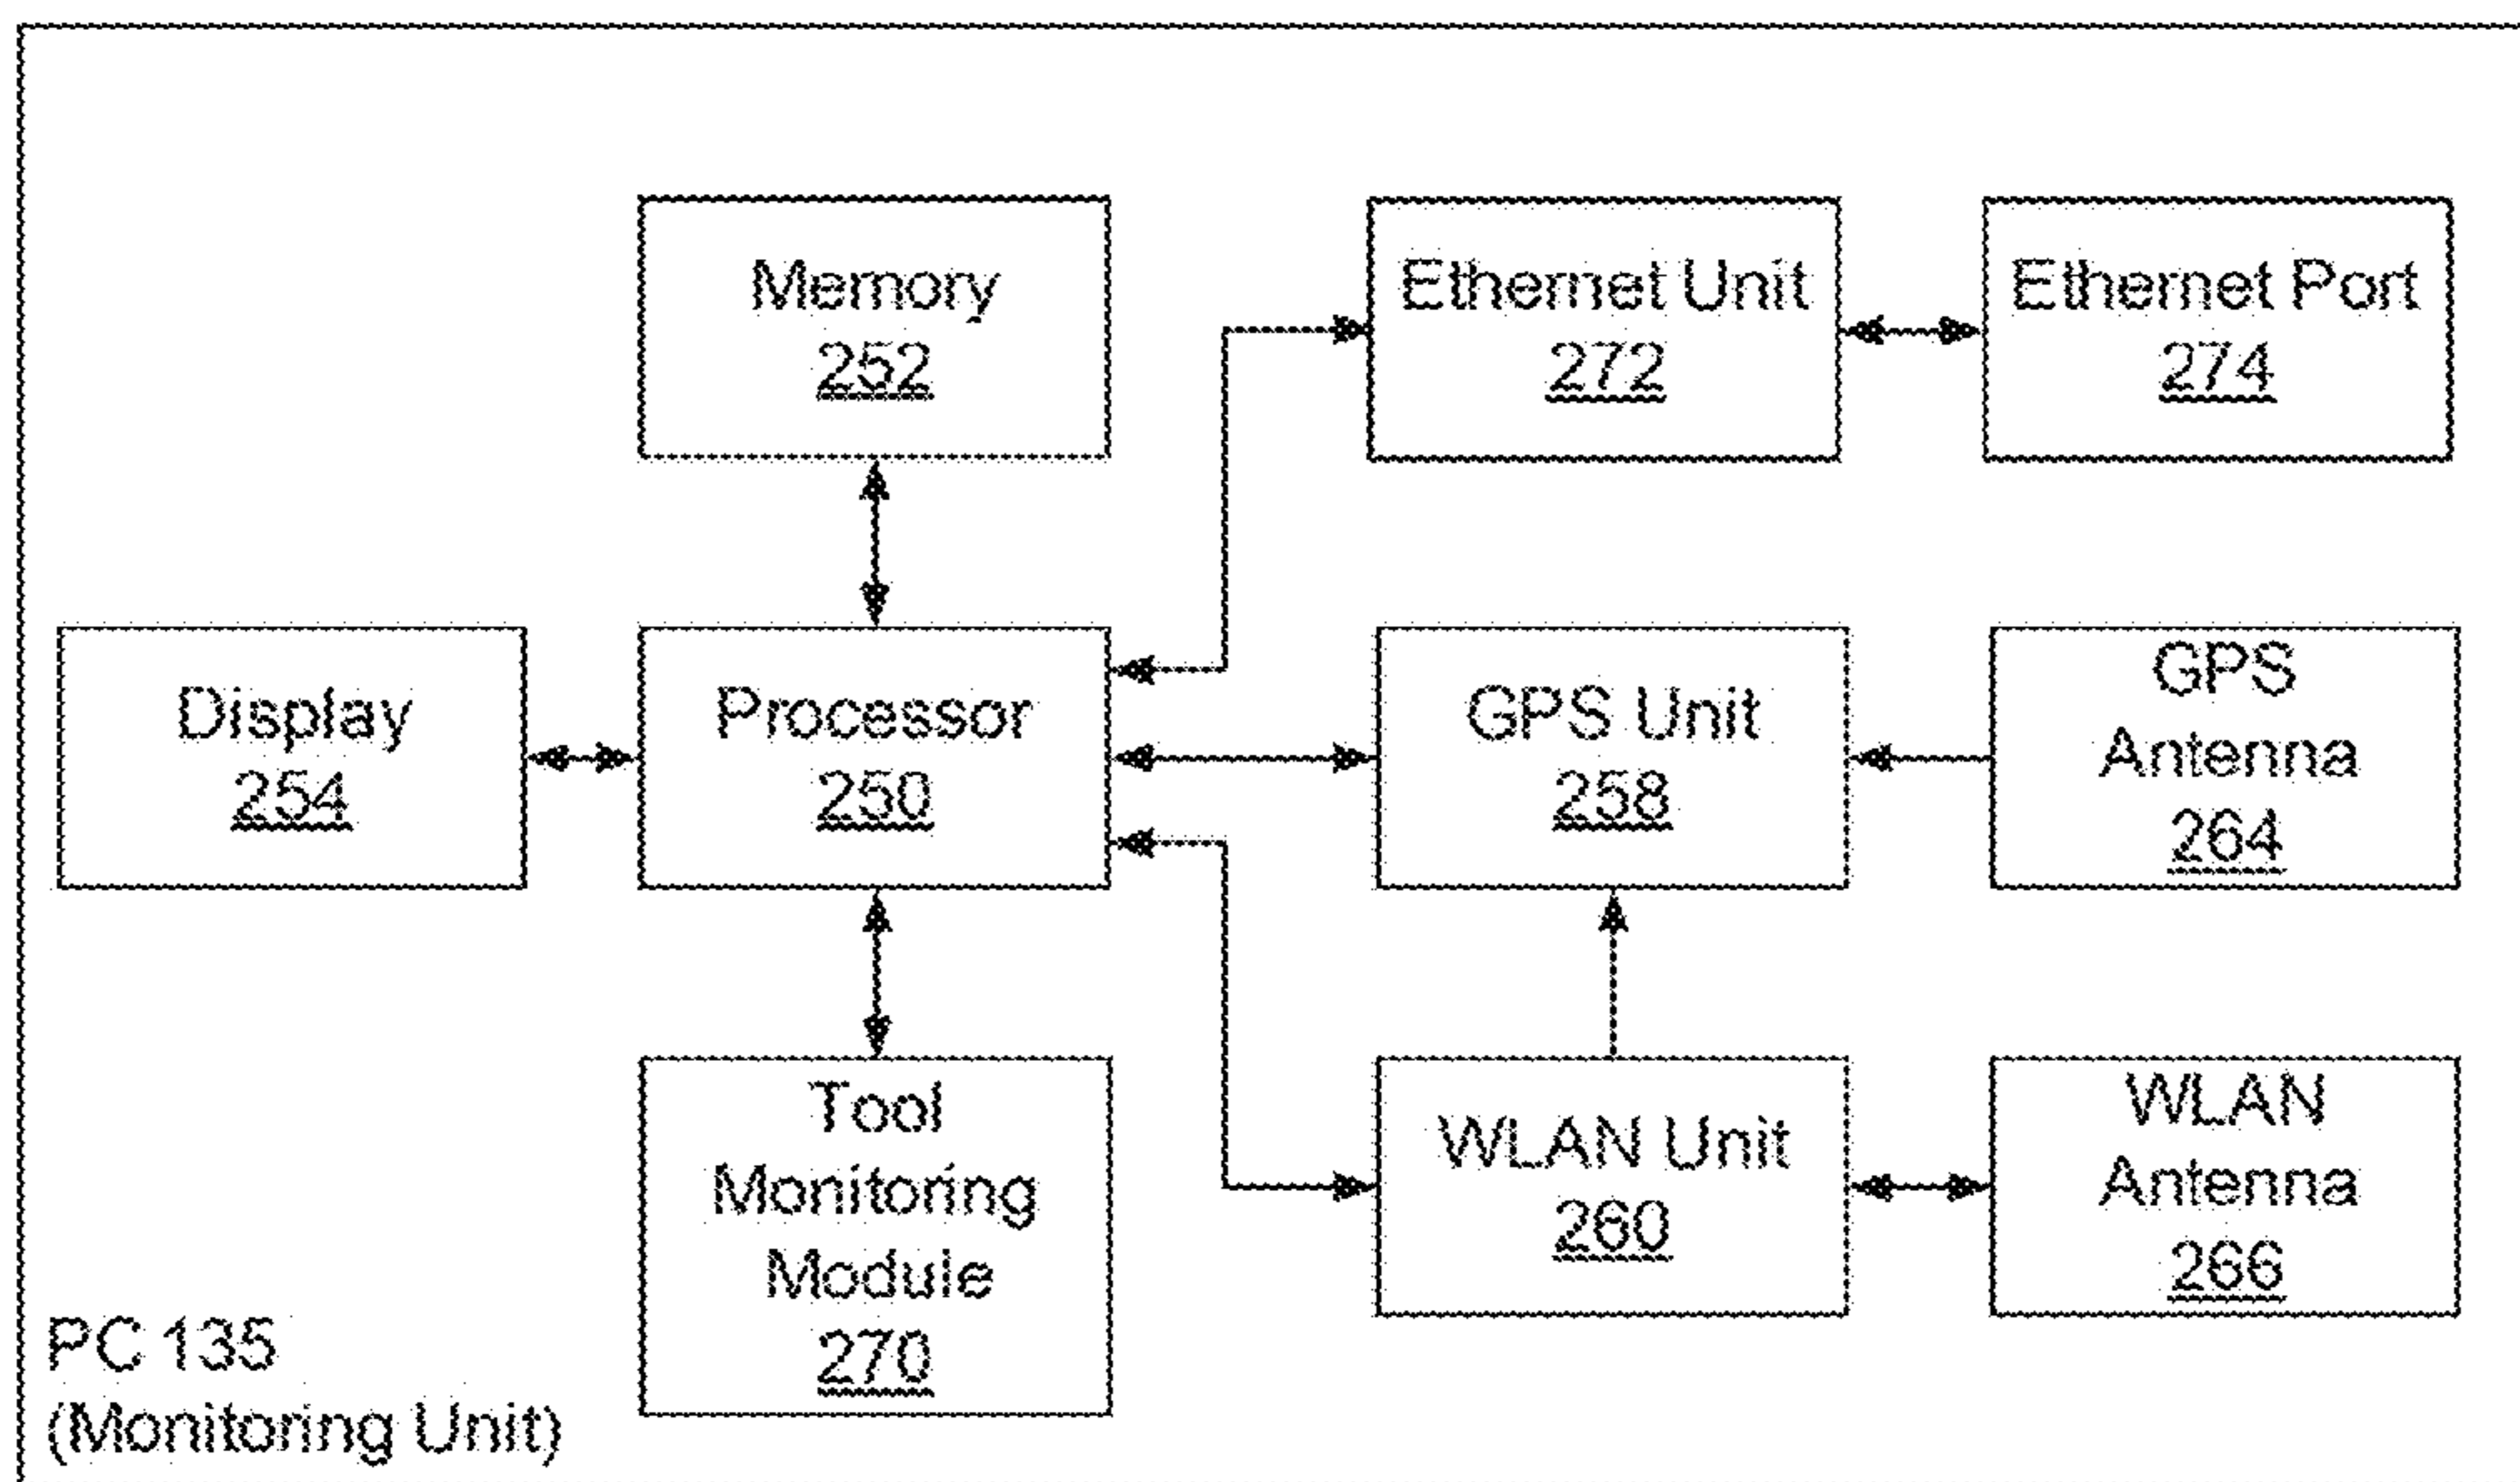 Memory
252
Ethernet Unit
272
Ethernet Port
274
Display
254
Processor
250
GPS Unit
258
GPS
Antenna
264
Tool
Monitoring
Module
270
WLAN Unit
260
WLAN
Antenna
266
PC 135
(Monitoring Unit)